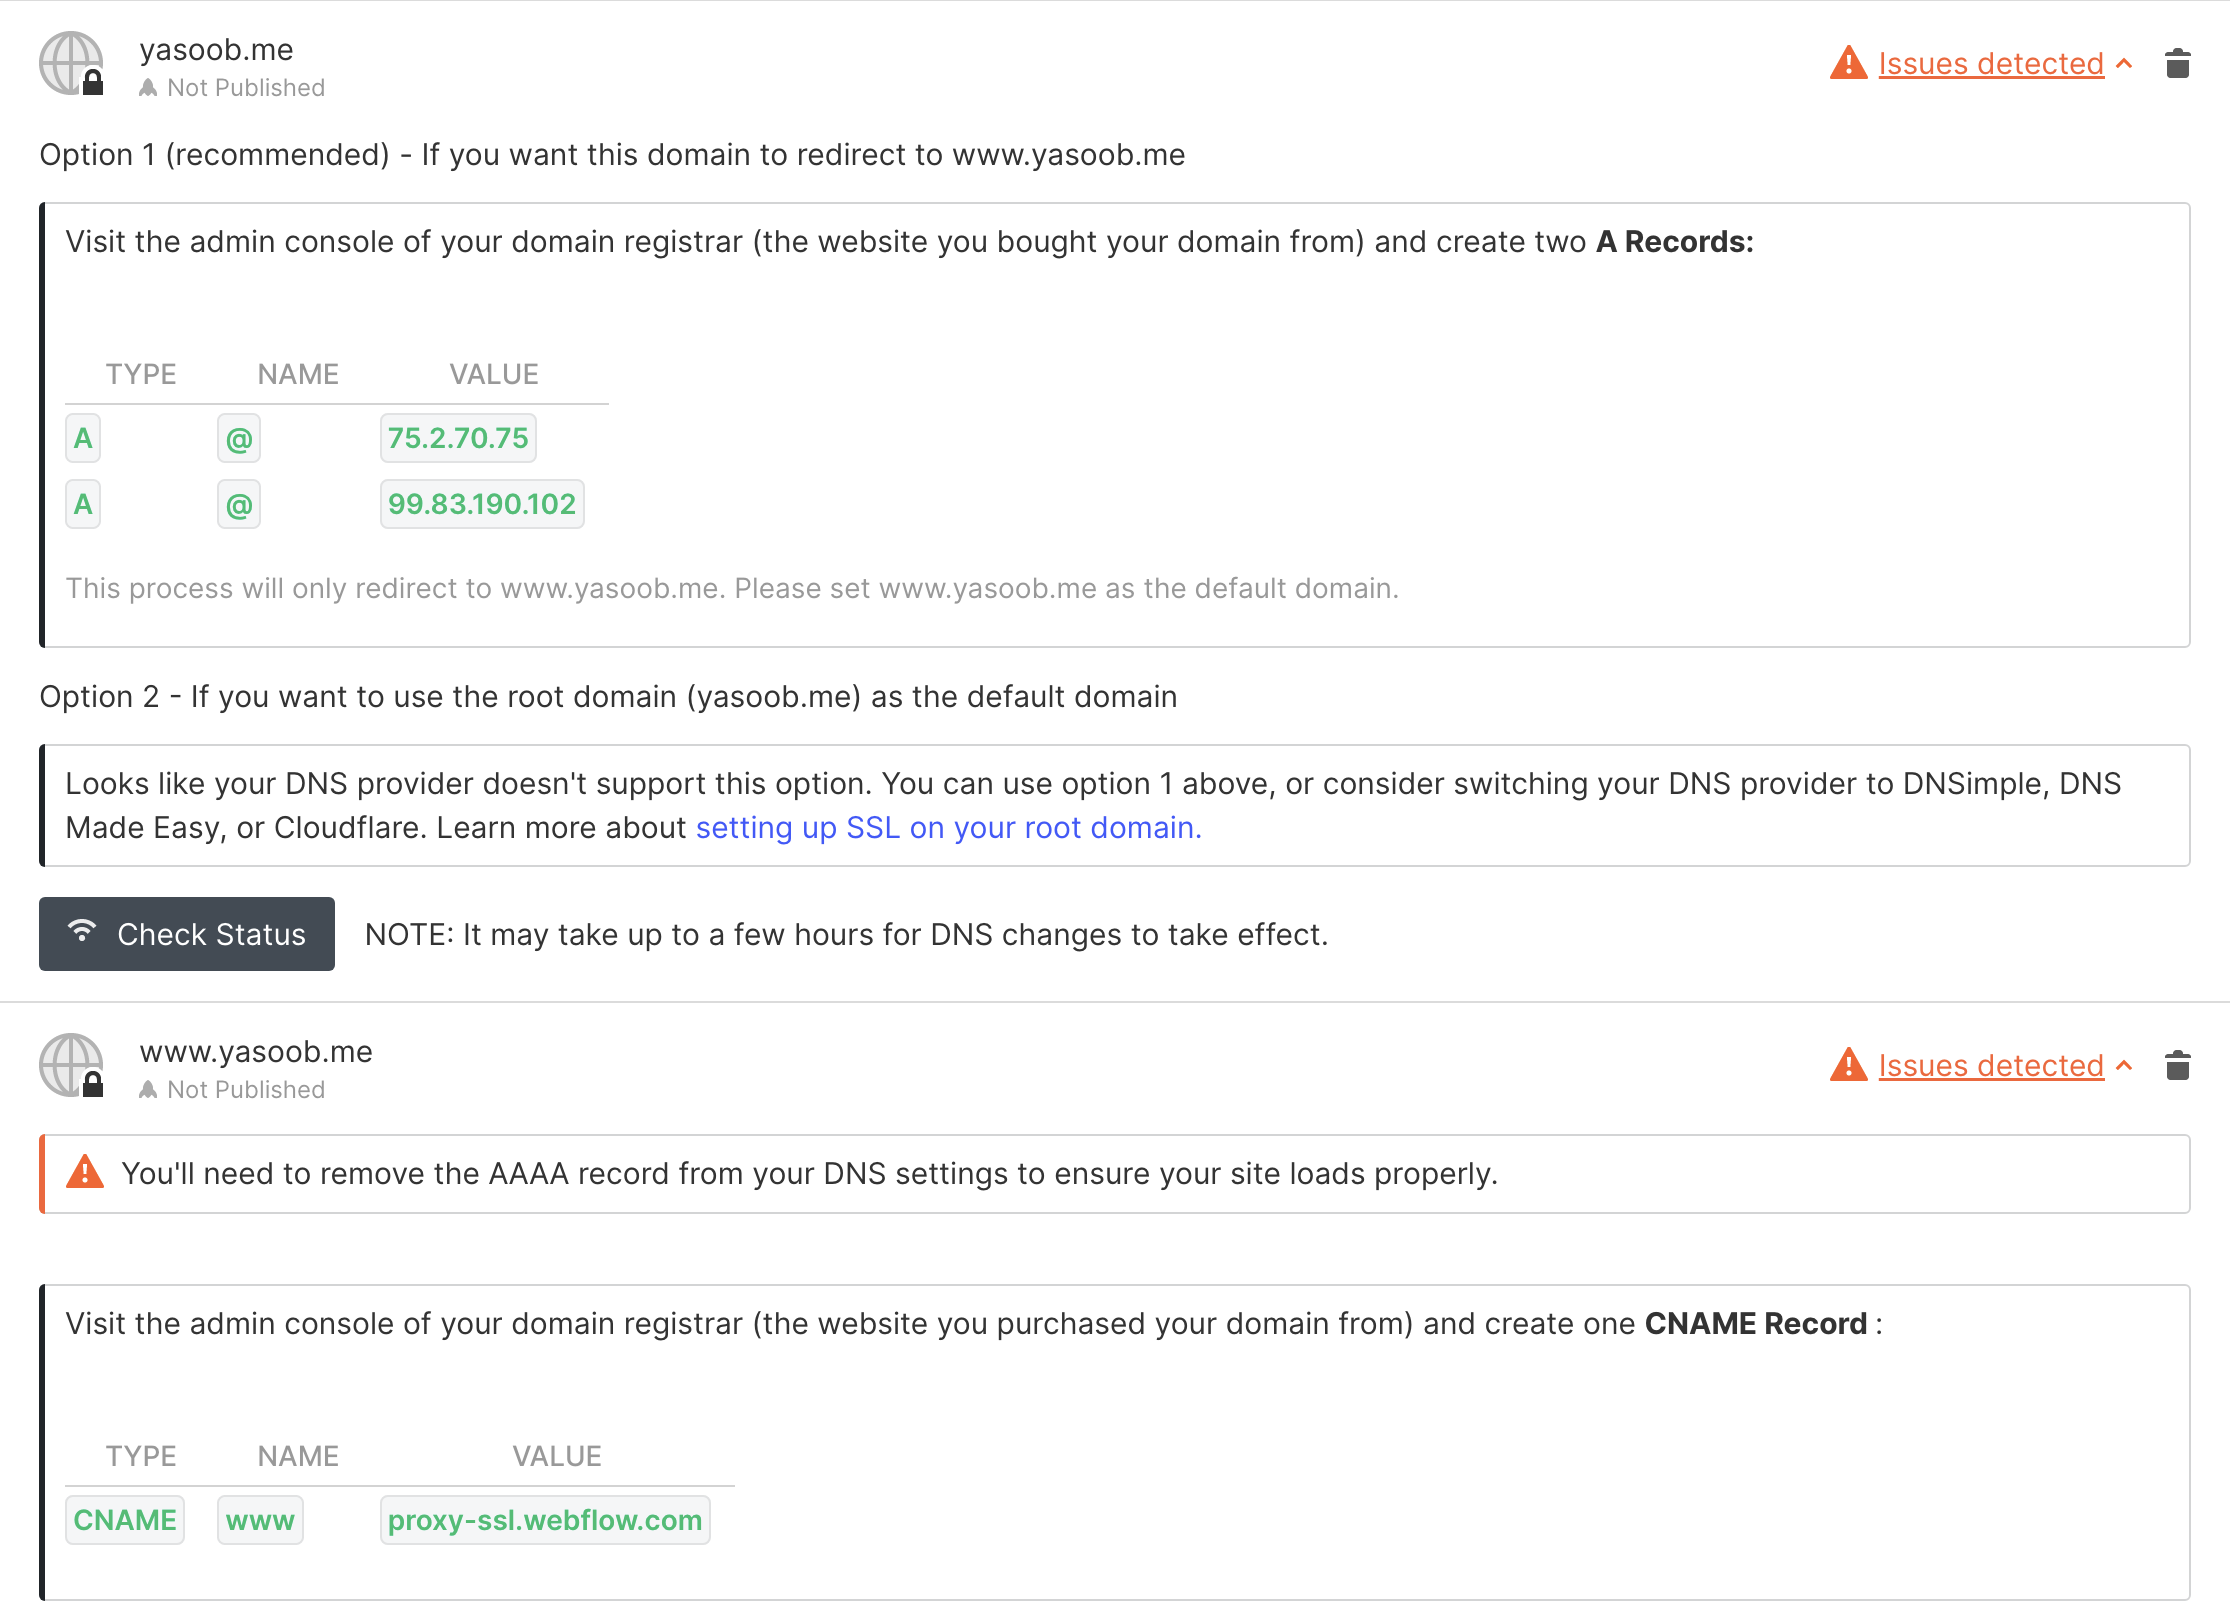 yasoob.me
Not Published
Issues detected
Option 1 (recommended) - If you want this domain to redirect to www.yasoob.me
Visit the admin console of your domain registrar (the website you bought your domain from) and create two A Records:
TYPE NAME VALUE
A @ 75.2.70.75
A @ 99.83.190.102
This process will only redirect to www.yasoob.me. Please set www.yasoob.me as the default domain.
Option 2 - If you want to use the root domain (yasoob.me) as the default domain
Looks like your DNS provider doesn't support this option. You can use option 1 above, or consider switching your DNS provider to DNSimple, DNS
Made Easy, or Cloudflare. Learn more about setting up SSL on your root domain.
Check Status NOTE: It may take up to a few hours for DNS changes to take effect.
www.yasoob.me
Not Published
Issues detected
You'll need to remove the AAAA record from your DNS settings to ensure your site loads properly.
Visit the admin console of your domain registrar (the website you purchased your domain from) and create one CNAME Record :
TYPE NAME VALUE
CNAME www proxy-ssl.webflow.com